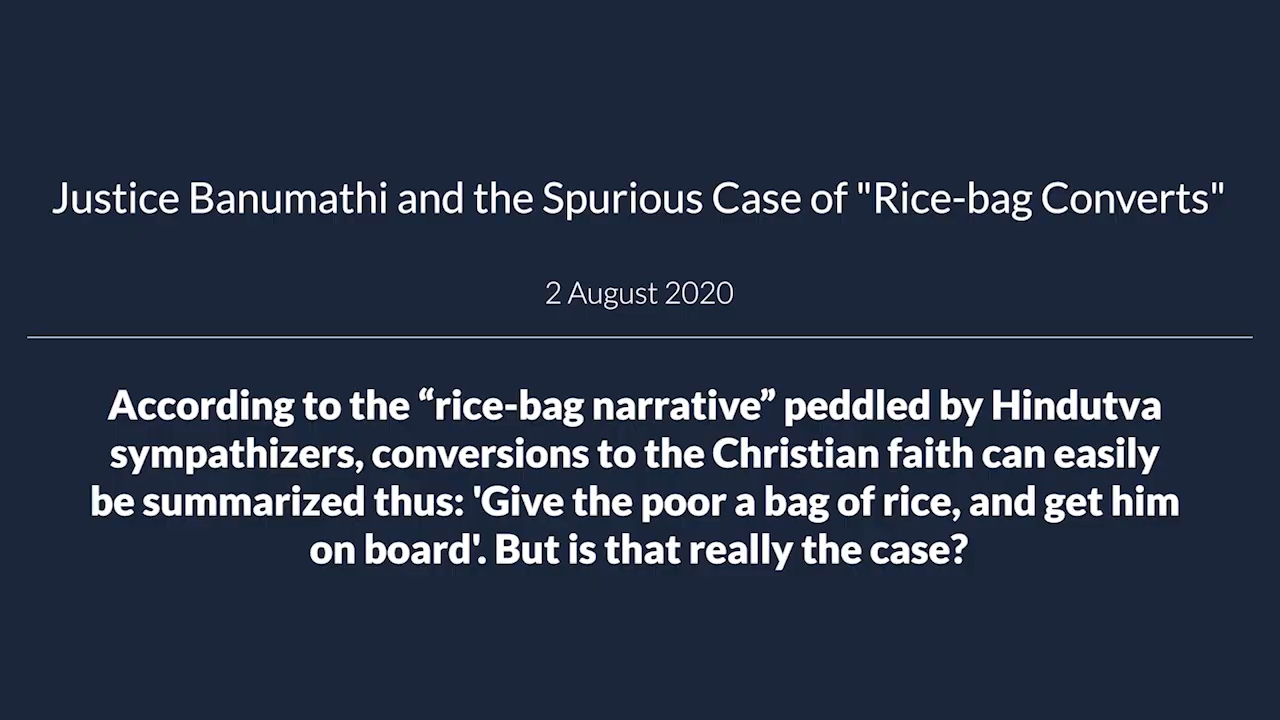 Justice Banumathi and the Spurious Case of "Rice-bag Converts"
2 August 2020
According to the “rice-bag narrative” peddled by Hindutva
sympathizers, conversions to the Christian faith can easily
be summarized thus: 'Give the poor a bag of rice, and get him
on board'. But is that really the case?